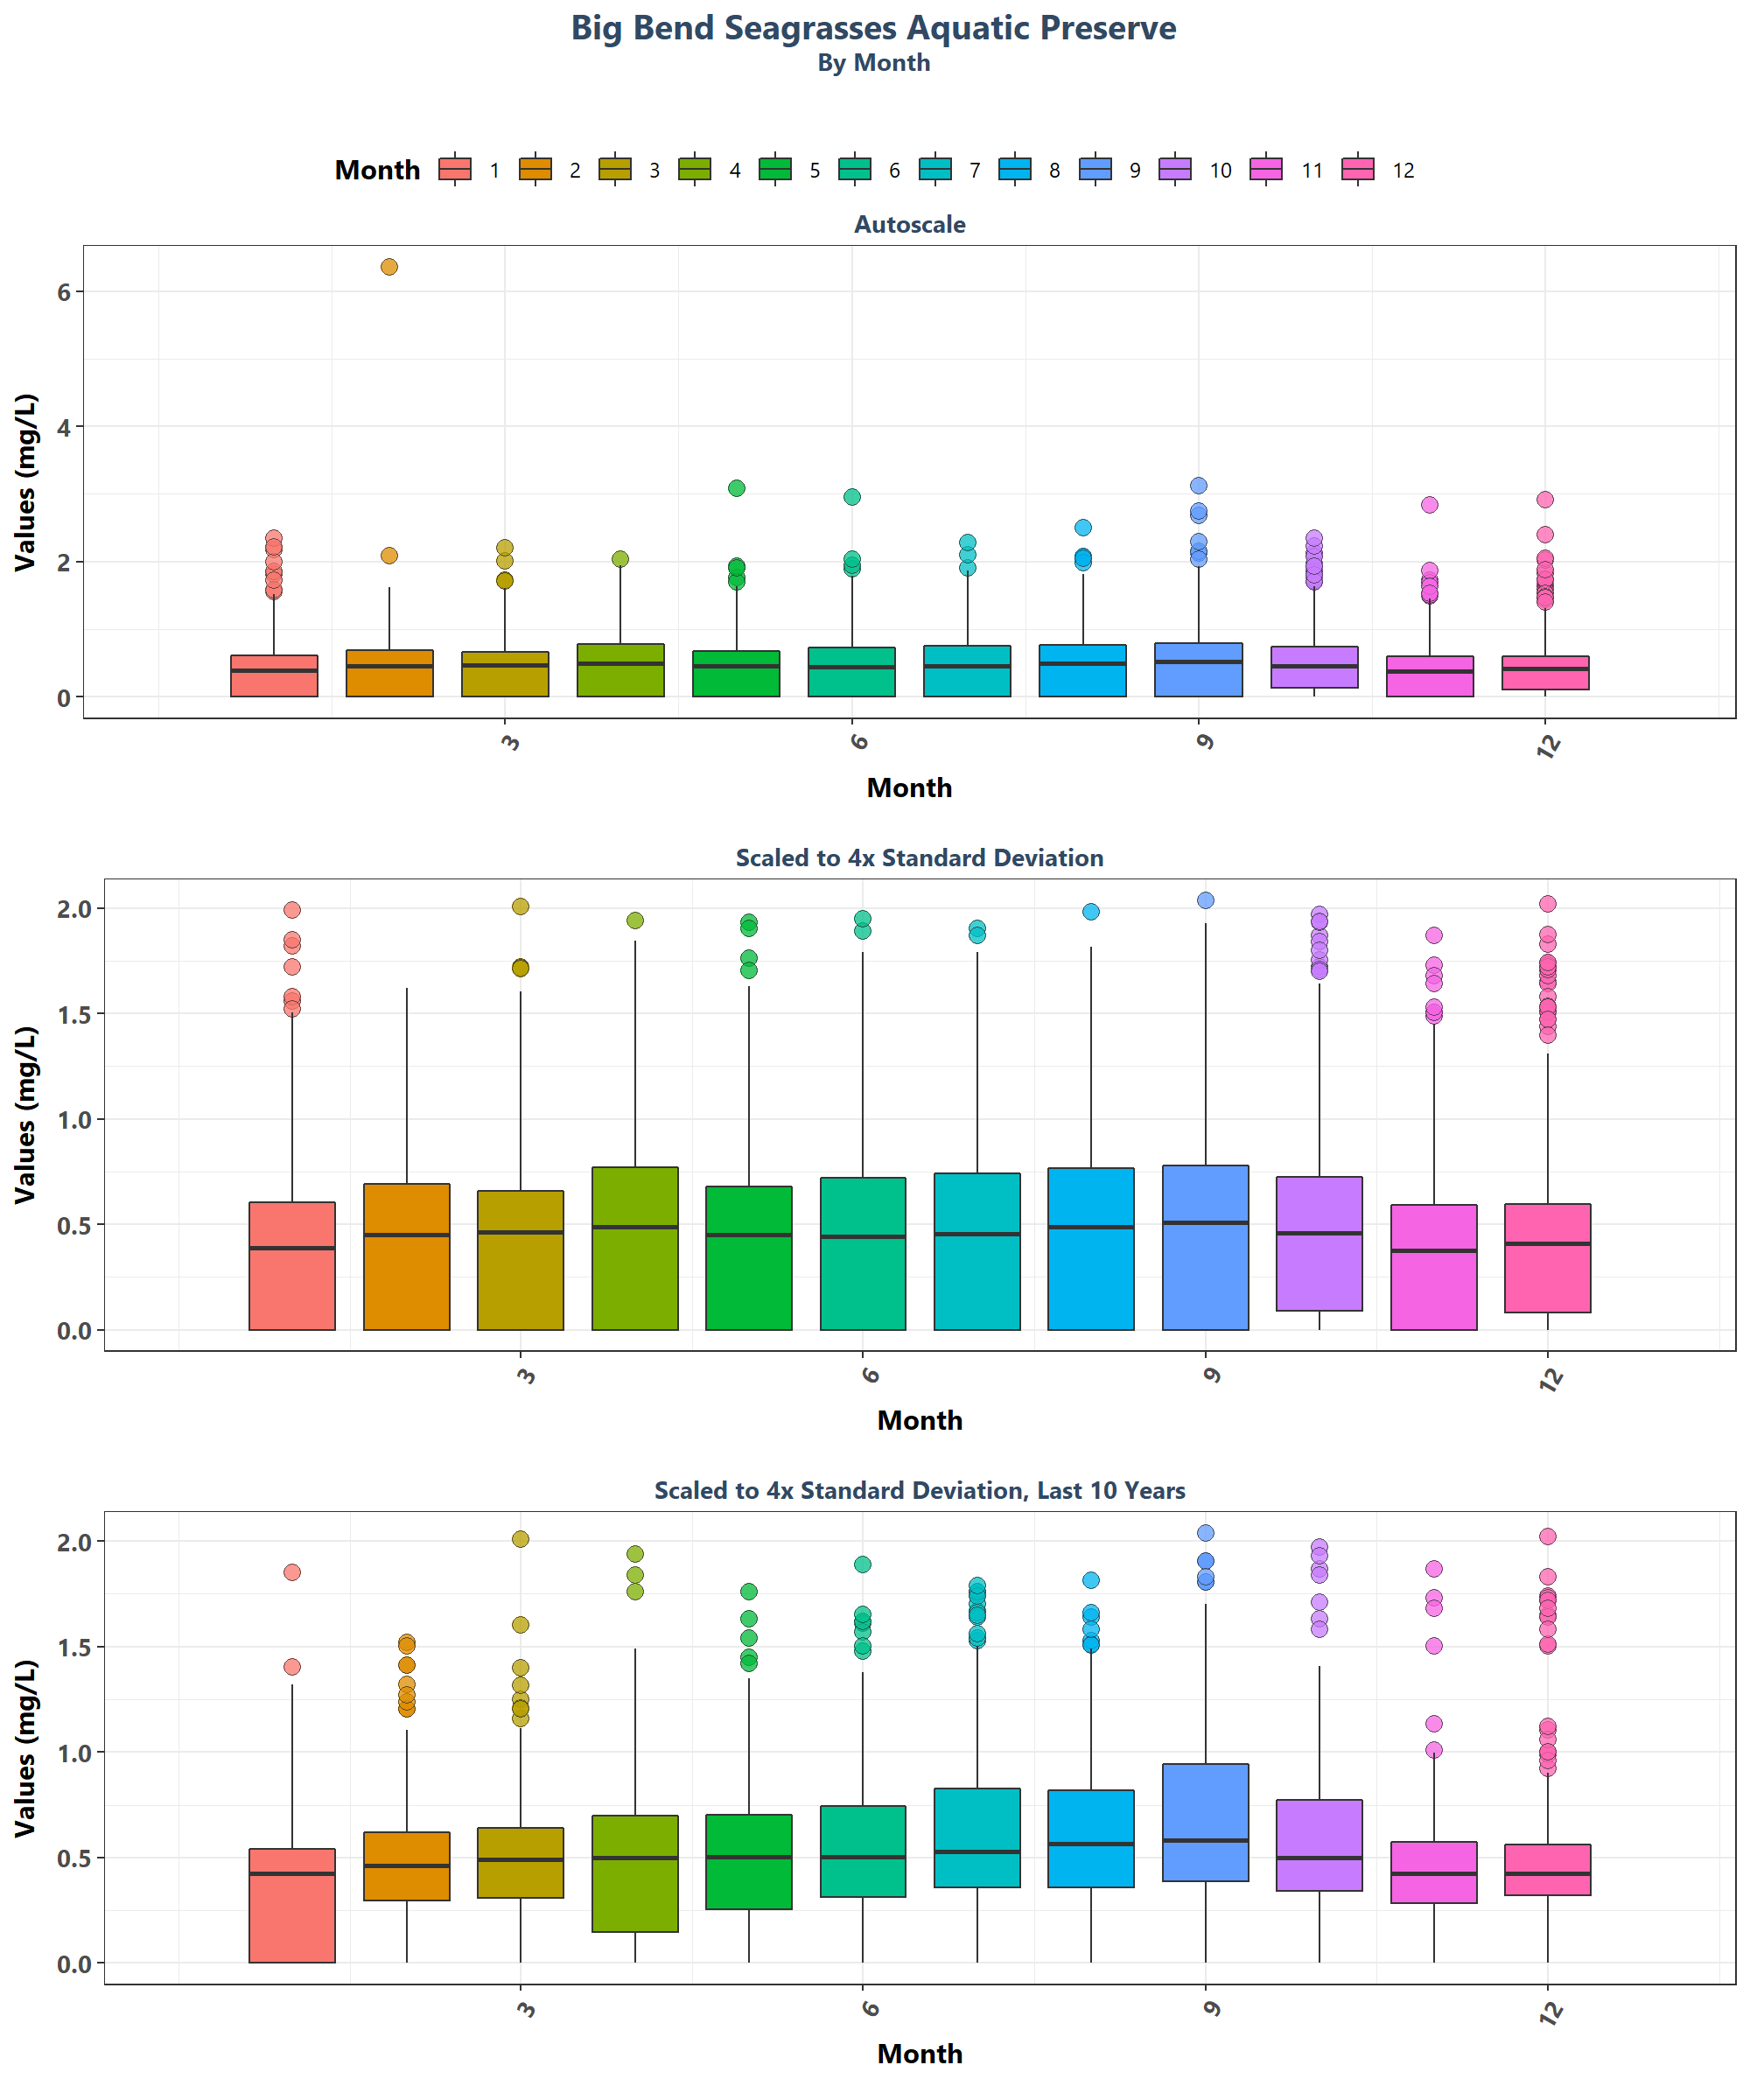 Big Bend Seagrasses Aquatic Preserve
By Month
Month 1 2 3 4 5 6 7 8 9 10 11 12
Autoscale
Values (mg/L)
6
4
2
0
3 6 9 12
Month
Scaled to 4x Standard Deviation
Values (mg/L)
2.0
1.5
1.0
0.5
0.0
3 6 9 12
Month
Scaled to 4x Standard Deviation, Last 10 Years
Values (mg/L)
2.0
1.5
1.0
0.5
0.0
3 6 9 12
Month